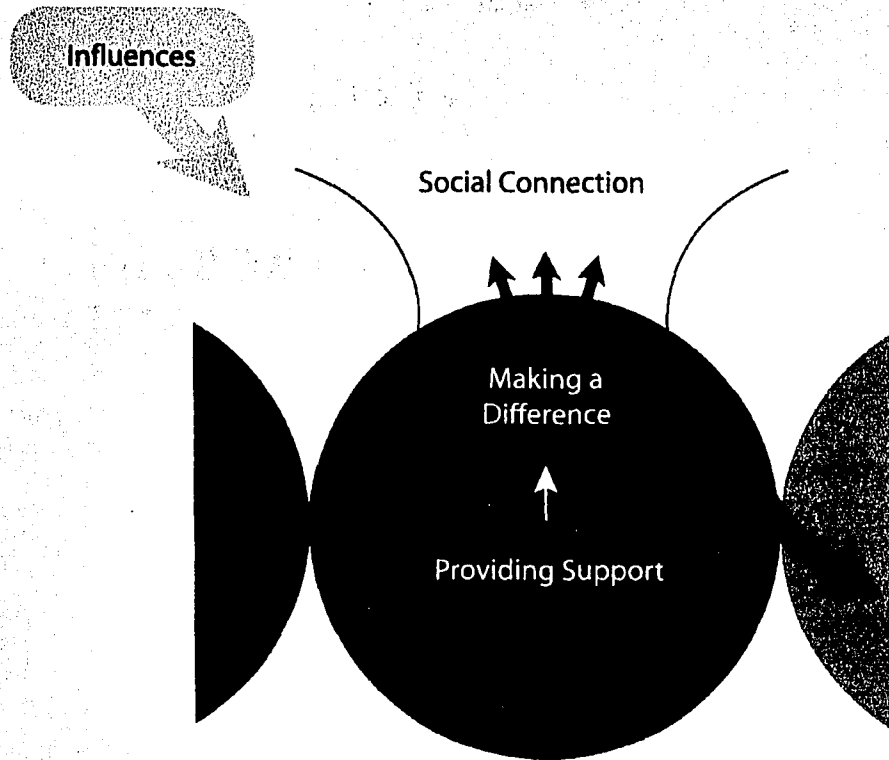 Influences
Social Connection
Making a
Difference
Providing Support